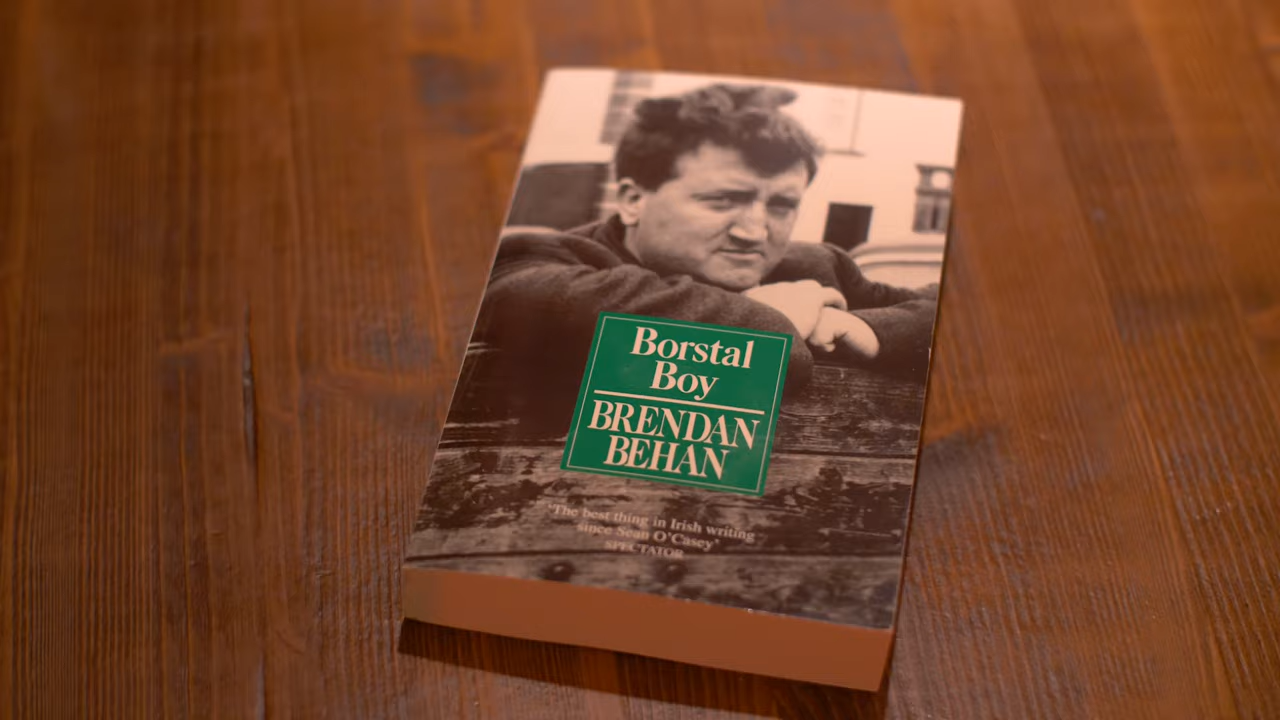 Borstal
Boy
BRENDAN
BEHAN
'The best thing in Irish writing
since Sean O'Casey'
SPECTATOR